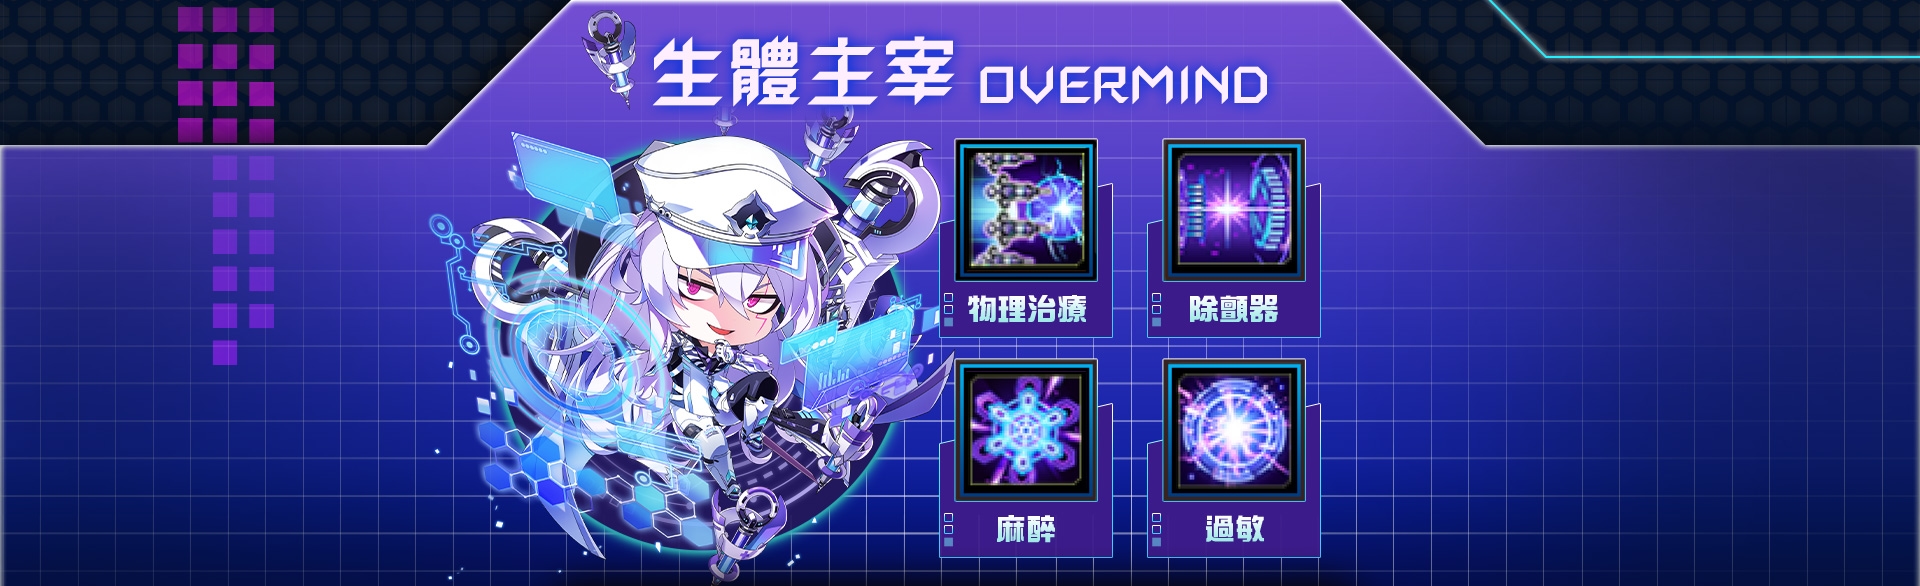 生體主宰 OVERMIND
物理治療
除顫器
麻醉
過敏